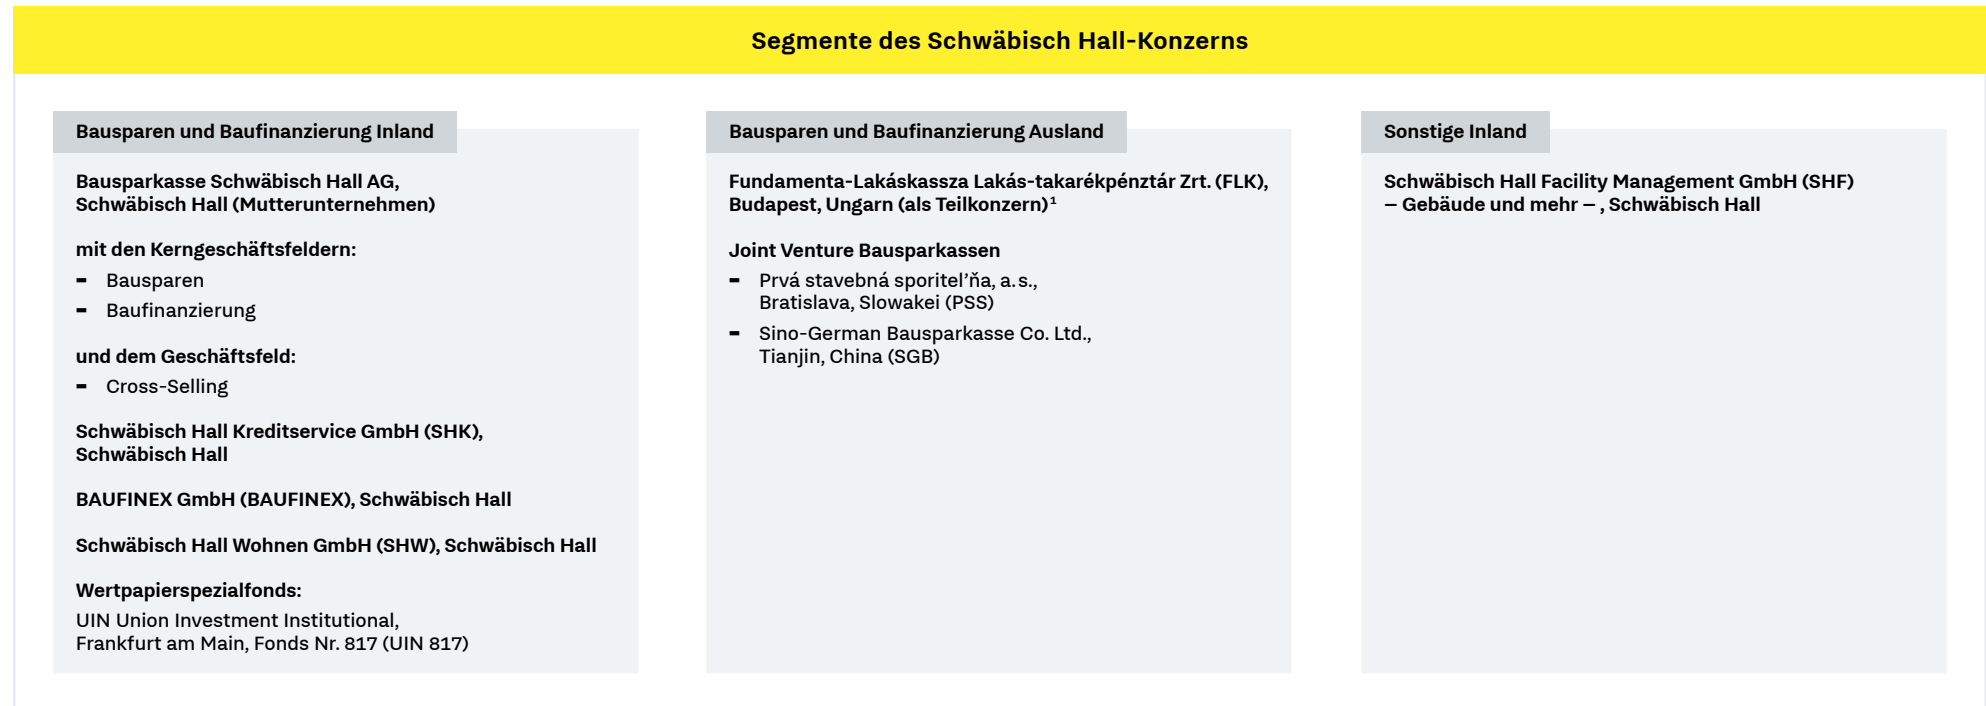 Segmente des Schwäbisch Hall-Konzerns
Bausparen und Baufinanzierung Inland
Bausparkasse Schwäbisch Hall AG,
Schwäbisch Hall (Mutterunternehmen)
mit den Kerngeschäftsfeldern:
– Bausparen
– Baufinanzierung
und dem Geschäftsfeld:
– Cross-Selling
Schwäbisch Hall Kreditservice GmbH (SHK),
Schwäbisch Hall
BAUFINEX GmbH (BAUFINEX), Schwäbisch Hall
Schwäbisch Hall Wohnen GmbH (SHW), Schwäbisch Hall
Wertpapierspezialfonds:
UIN Union Investment Institutional,
Frankfurt am Main, Fonds Nr. 817 (UIN 817)
Bausparen und Baufinanzierung Ausland
Fundamenta-Lakáskassza Lakás-takarékpénztár Zrt. (FLK),
Budapest, Ungarn (als Teilkonzern)¹
Joint Venture Bausparkassen
– Prvá stavebná sporitel’ňa, a. s.,
Bratislava, Slowakei (PSS)
– Sino-German Bausparkasse Co. Ltd.,
Tianjin, China (SGB)
Sonstige Inland
Schwäbisch Hall Facility Management GmbH (SHF)
– Gebäude und mehr – , Schwäbisch Hall